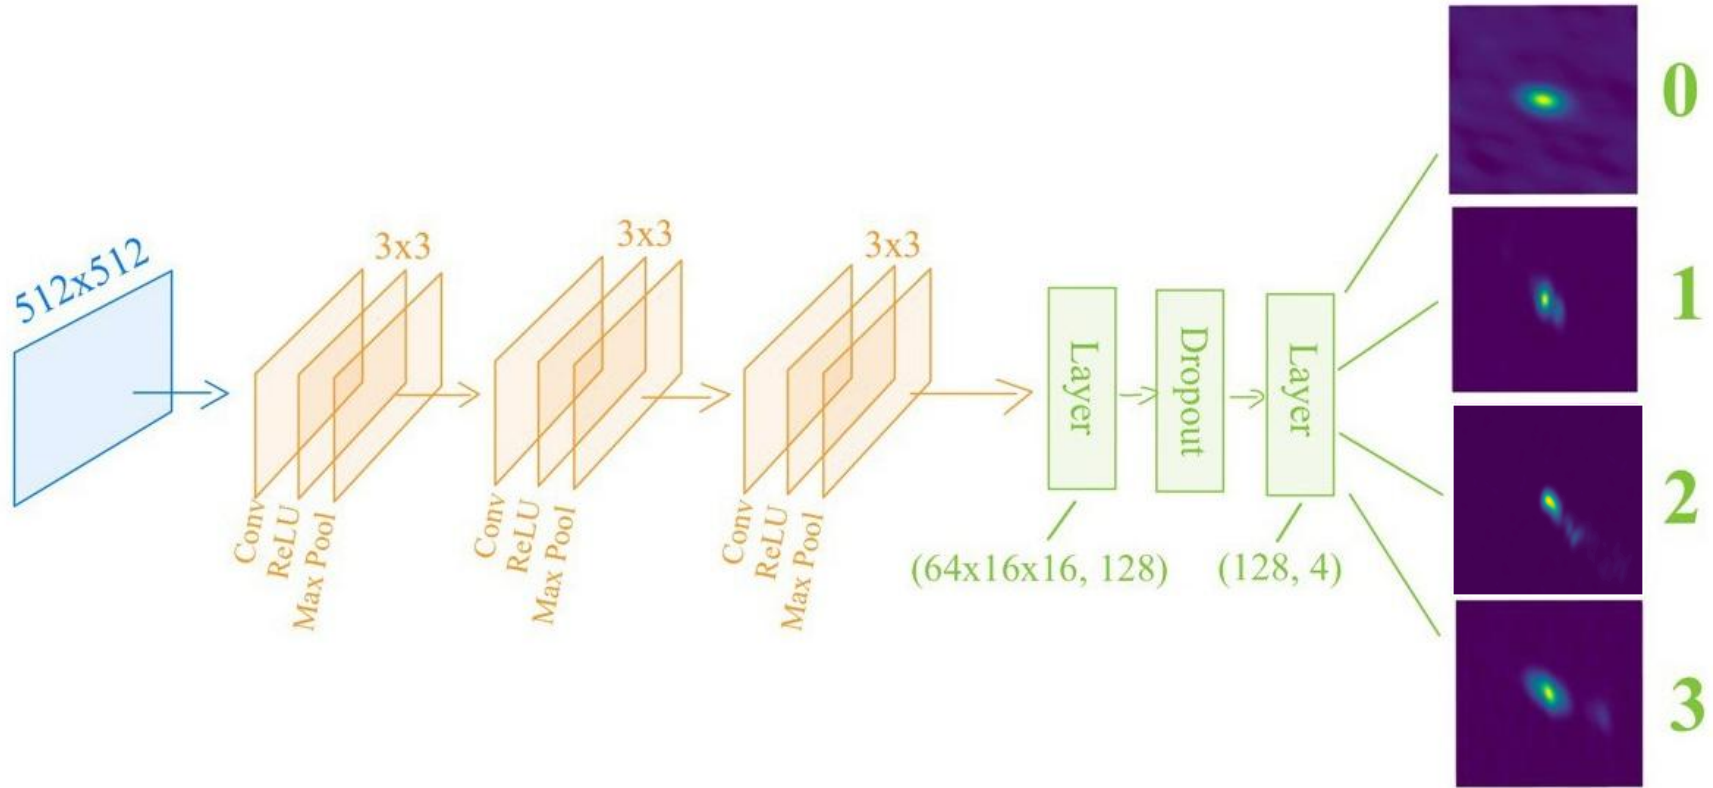 512x512
3x3
Conv
ReLU
Max Pool
3x3
Conv
ReLU
Max Pool
3x3
Conv
ReLU
Max Pool
Layer
(64x16x16, 128)
Dropout
Layer
(128, 4)
0
1
2
3